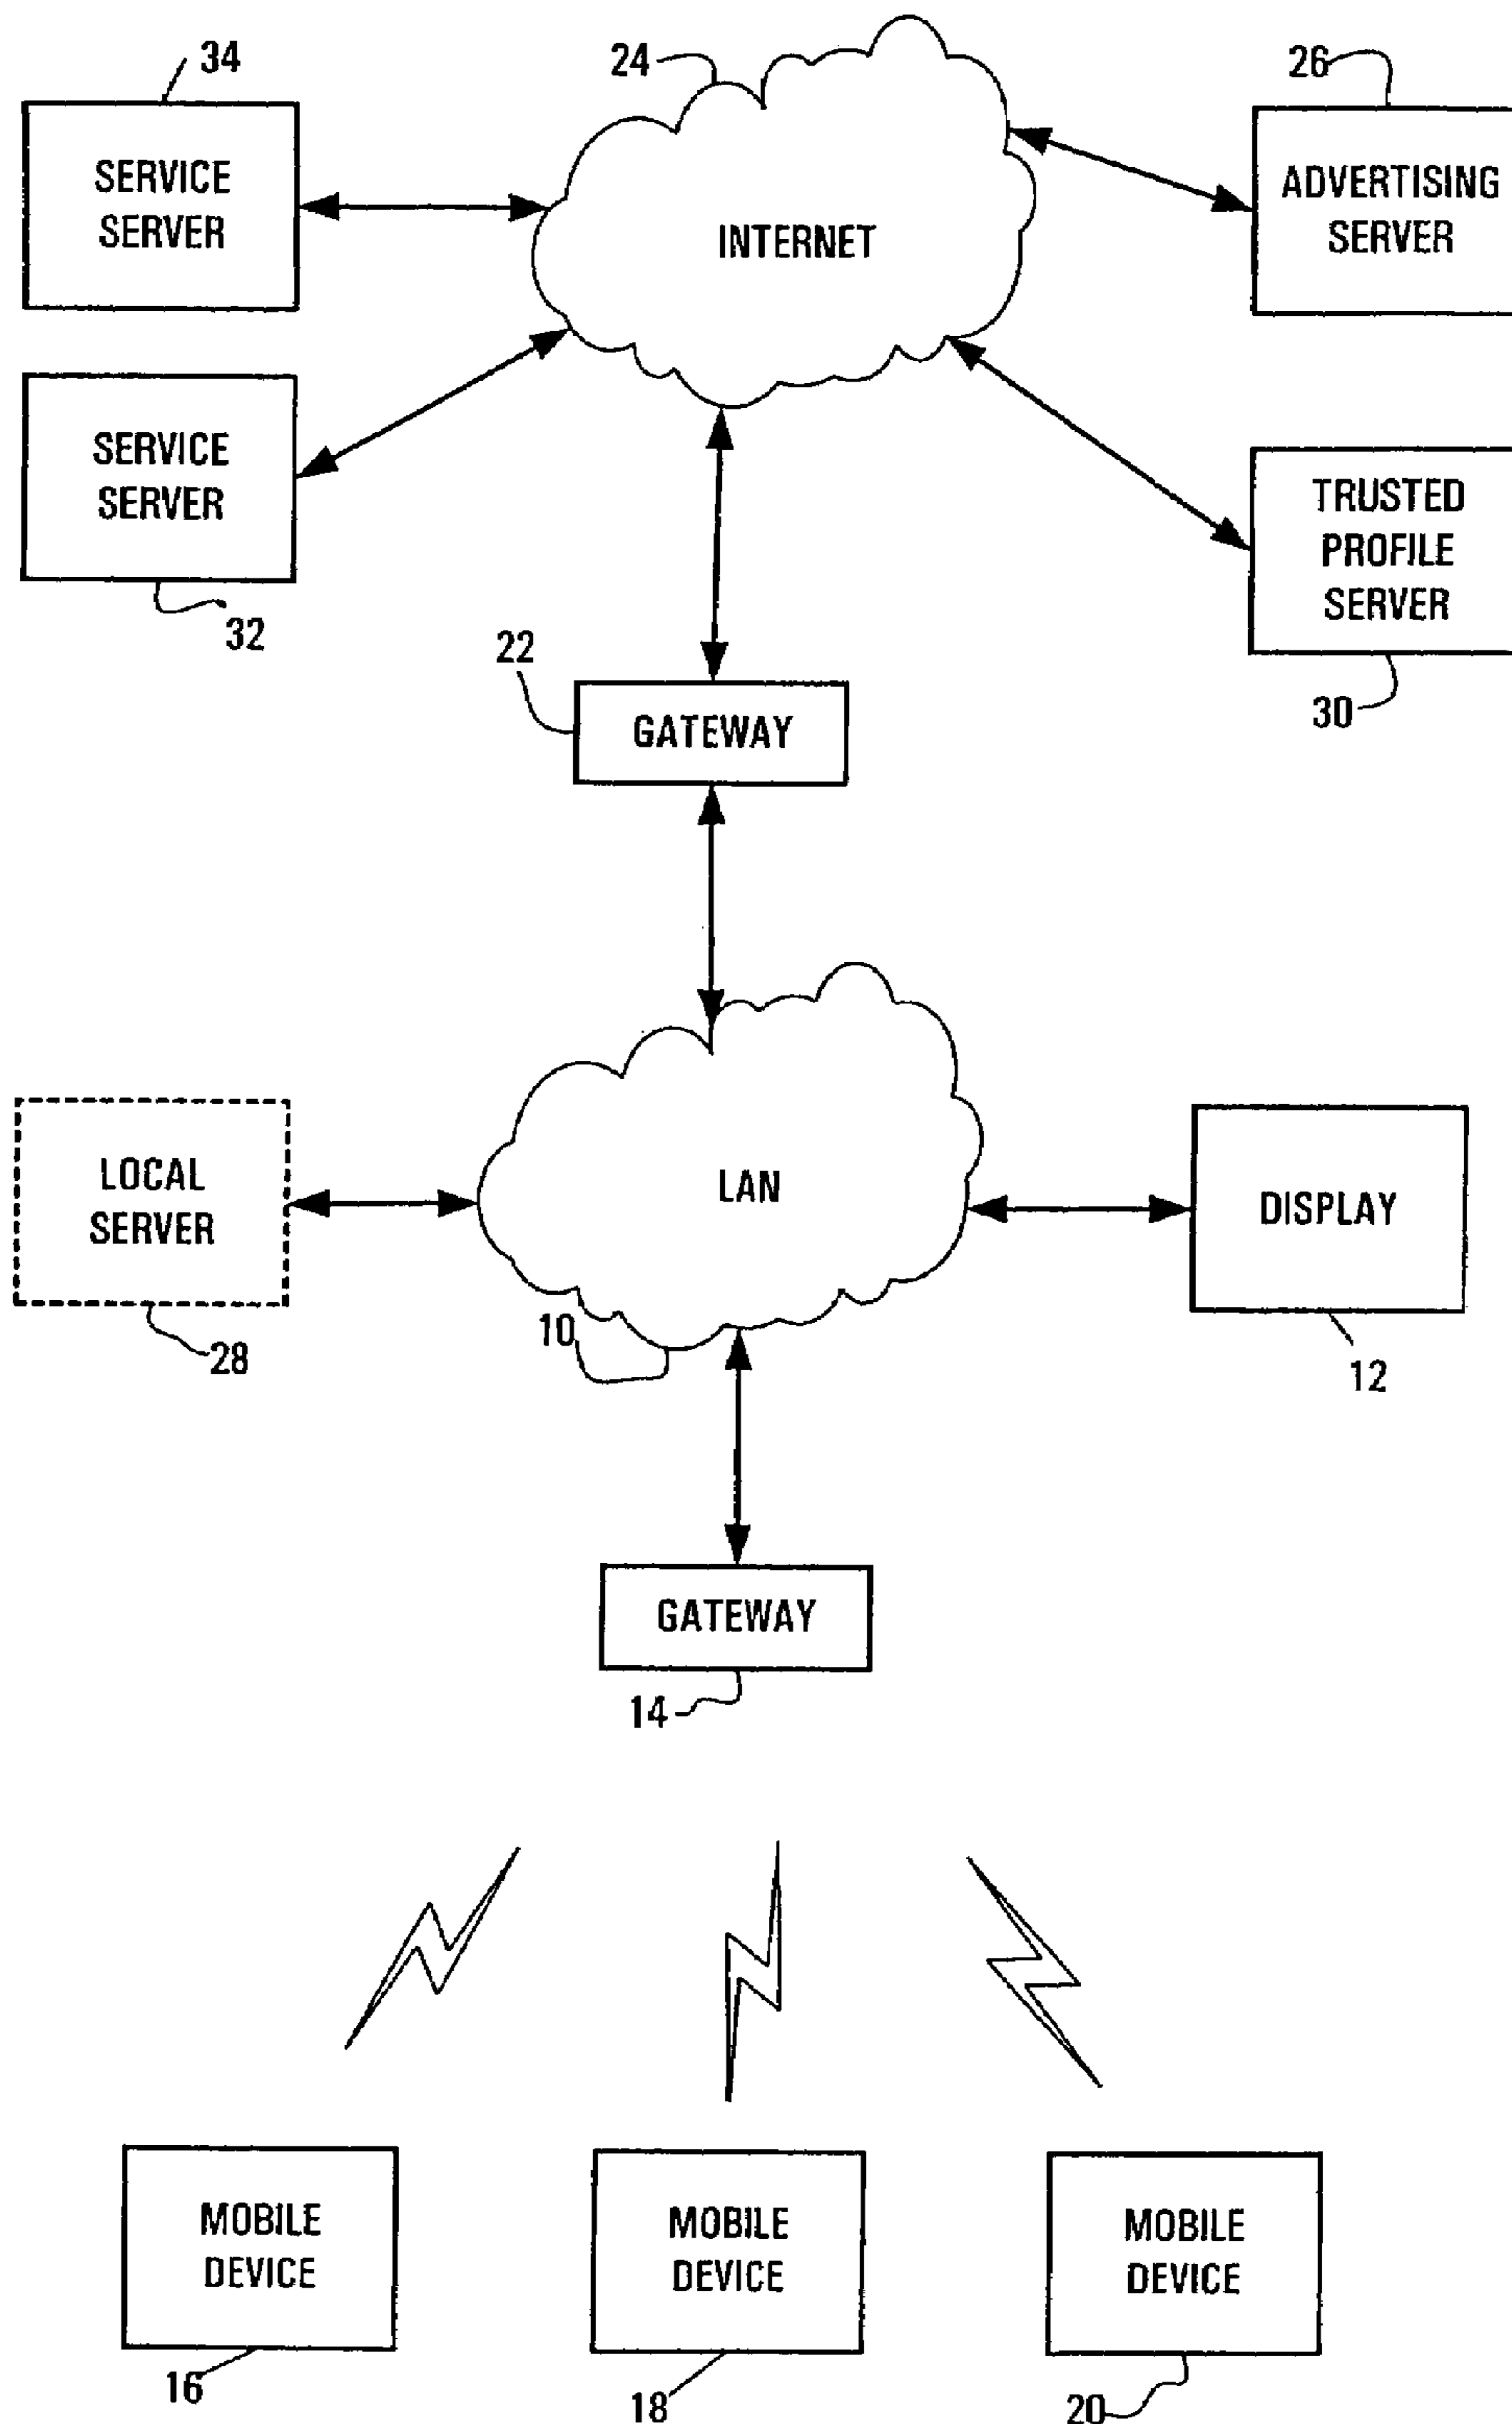 34
24
26
SERVICE
SERVER
INTERNET
ADVERTISING
SERVER
SERVICE
SERVER
32
TRUSTED
PROFILE
SERVER
30
22
GATEWAY
LOCAL
SERVER
28
LAN
10
DISPLAY
12
GATEWAY
14
MOBILE
DEVICE
16
MOBILE
DEVICE
18
MOBILE
DEVICE
20